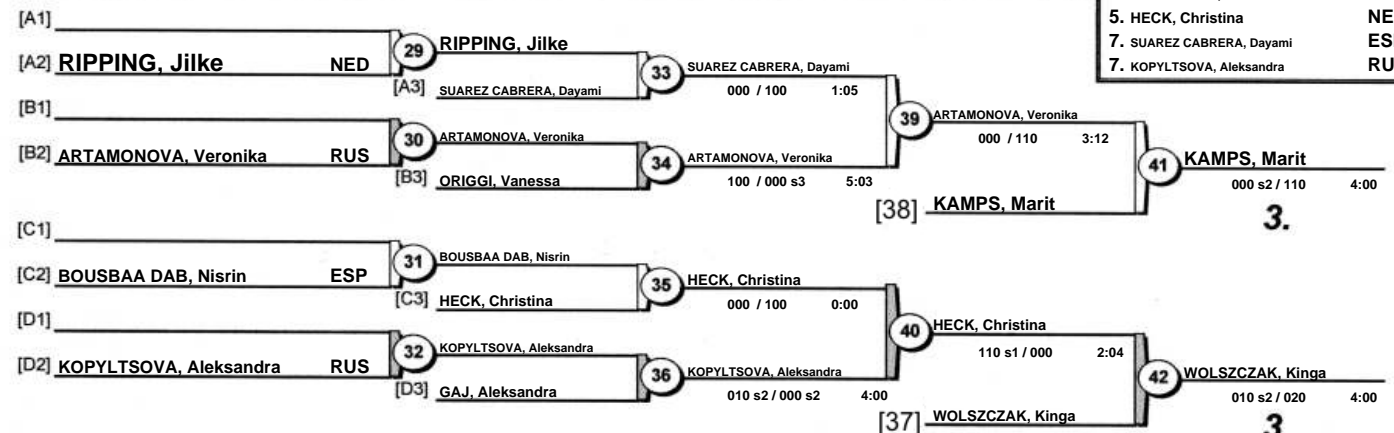 5. HECK, Christina NE
7. SUAREZ CABRERA, Dayami ES
7. KOPYLTSOVA, Aleksandra RU
[A1]
[A2] RIPPING, Jilke NED
29 RIPPING, Jilke
[A3] SUAREZ CABRERA, Dayami
33 SUAREZ CABRERA, Dayami
000 / 100 1:05
[B1]
[B2] ARTAMONOVA, Veronika RUS
30 ARTAMONOVA, Veronika
[B3] ORIGGI, Vanessa
34 ARTAMONOVA, Veronika
100 / 000 s3 5:03
39 ARTAMONOVA, Veronika
000 / 110 3:12
[38] KAMPS, Marit
41 KAMPS, Marit
000 s2 / 110 4:00
3.
[C1]
[C2] BOUSBAA DAB, Nisrin ESP
31 BOUSBAA DAB, Nisrin
[C3] HECK, Christina
35 HECK, Christina
000 / 100 0:00
[D1]
[D2] KOPYLTSOVA, Aleksandra RUS
32 KOPYLTSOVA, Aleksandra
[D3] GAJ, Aleksandra
36 KOPYLTSOVA, Aleksandra
010 s2 / 000 s2 4:00
40 HECK, Christina
110 s1 / 000 2:04
[37] WOLSZCZAK, Kinga
42 WOLSZCZAK, Kinga
010 s2 / 020 4:00
3